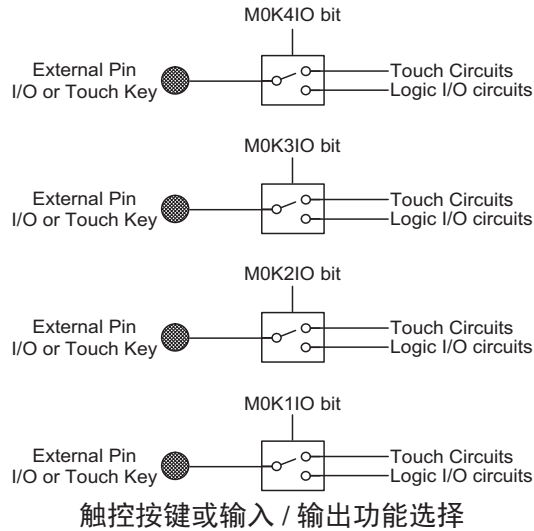 M0K4IO bit
External Pin
I/O or Touch Key
Touch Circuits
Logic I/O circuits
M0K3IO bit
External Pin
I/O or Touch Key
Touch Circuits
Logic I/O circuits
M0K2IO bit
External Pin
I/O or Touch Key
Touch Circuits
Logic I/O circuits
M0K1IO bit
External Pin
I/O or Touch Key
Touch Circuits
Logic I/O circuits
触控按键或输入 / 输出功能选择